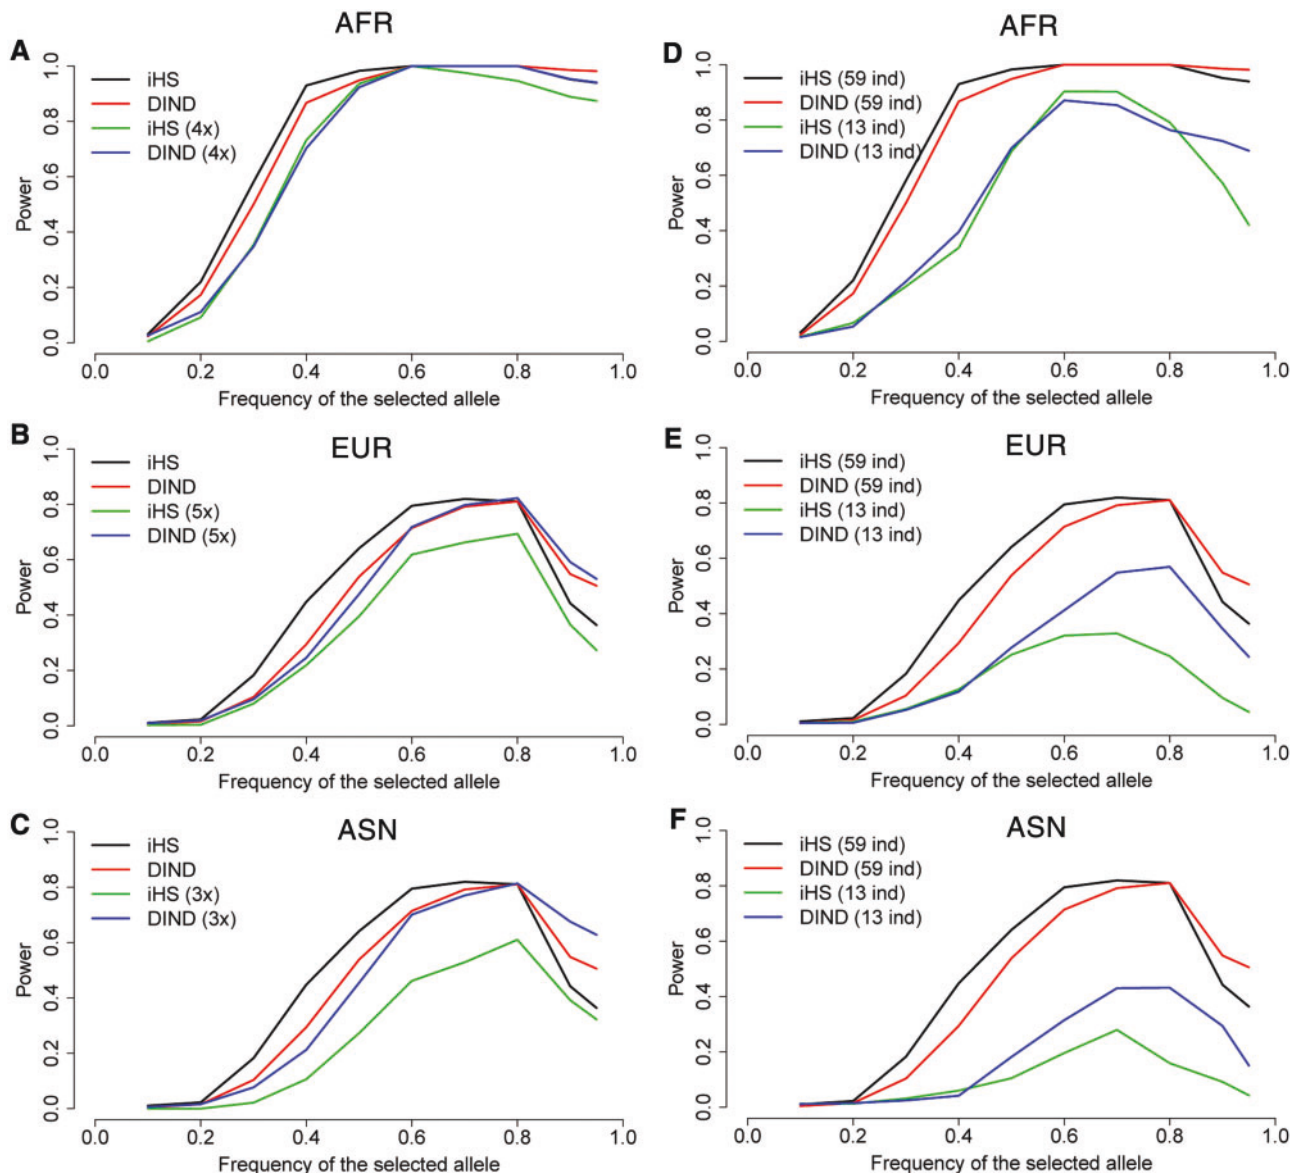 A
AFR
iHS
DIND
iHS (4x)
DIND (4x)
Power
0.0 0.2 0.4 0.6 0.8 1.0
0.0 0.2 0.4 0.6 0.8 1.0
Frequency of the selected allele
D
AFR
iHS (59 ind)
DIND (59 ind)
iHS (13 ind)
DIND (13 ind)
Power
0.0 0.2 0.4 0.6 0.8 1.0
0.0 0.2 0.4 0.6 0.8 1.0
Frequency of the selected allele
B
EUR
iHS
DIND
iHS (5x)
DIND (5x)
Power
0.0 0.2 0.4 0.6 0.8 1.0
0.0 0.2 0.4 0.6 0.8 1.0
Frequency of the selected allele
E
EUR
iHS (59 ind)
DIND (59 ind)
iHS (13 ind)
DIND (13 ind)
Power
0.0 0.2 0.4 0.6 0.8 1.0
0.0 0.2 0.4 0.6 0.8 1.0
Frequency of the selected allele
C
ASN
iHS
DIND
iHS (3x)
DIND (3x)
Power
0.0 0.2 0.4 0.6 0.8 1.0
0.0 0.2 0.4 0.6 0.8 1.0
Frequency of the selected allele
F
ASN
iHS (59 ind)
DIND (59 ind)
iHS (13 ind)
DIND (13 ind)
Power
0.0 0.2 0.4 0.6 0.8 1.0
0.0 0.2 0.4 0.6 0.8 1.0
Frequency of the selected allele